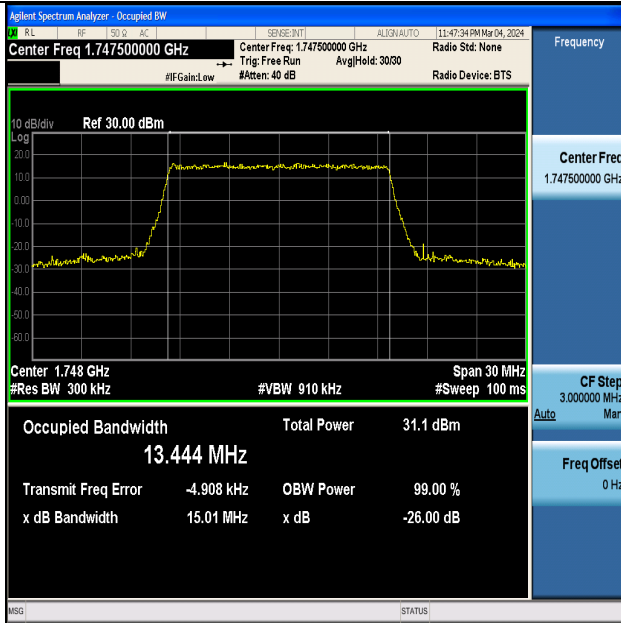 Agilent Spectrum Analyzer - Occupied BW
RL RF 50 Ω AC SENSE:INT ALIGN AUTO 11:47:34 PM Mar 04, 2024
Center Freq 1.747500000 GHz
Center Freq: 1.747500000 GHz
Radio Std: None
Trig: Free Run Avg|Hold: 30/30
#IFGain:Low #Atten: 40 dB Radio Device: BTS
10 dB/div Ref 30.00 dBm
Log
20.0
10.0
0.00
-10.0
-20.0
-30.0
-40.0
-50.0
-60.0
Center 1.748 GHz Span 30 MHz
#Res BW 300 kHz #VBW 910 kHz #Sweep 100 ms
Occupied Bandwidth Total Power 31.1 dBm
13.444 MHz
Transmit Freq Error -4.908 kHz OBW Power 99.00 %
x dB Bandwidth 15.01 MHz x dB -26.00 dB
MSG STATUS
Frequency
Center Freq
1.747500000 GHz
CF Step
3.000000 MHz
Auto Man
Freq Offset
0 Hz